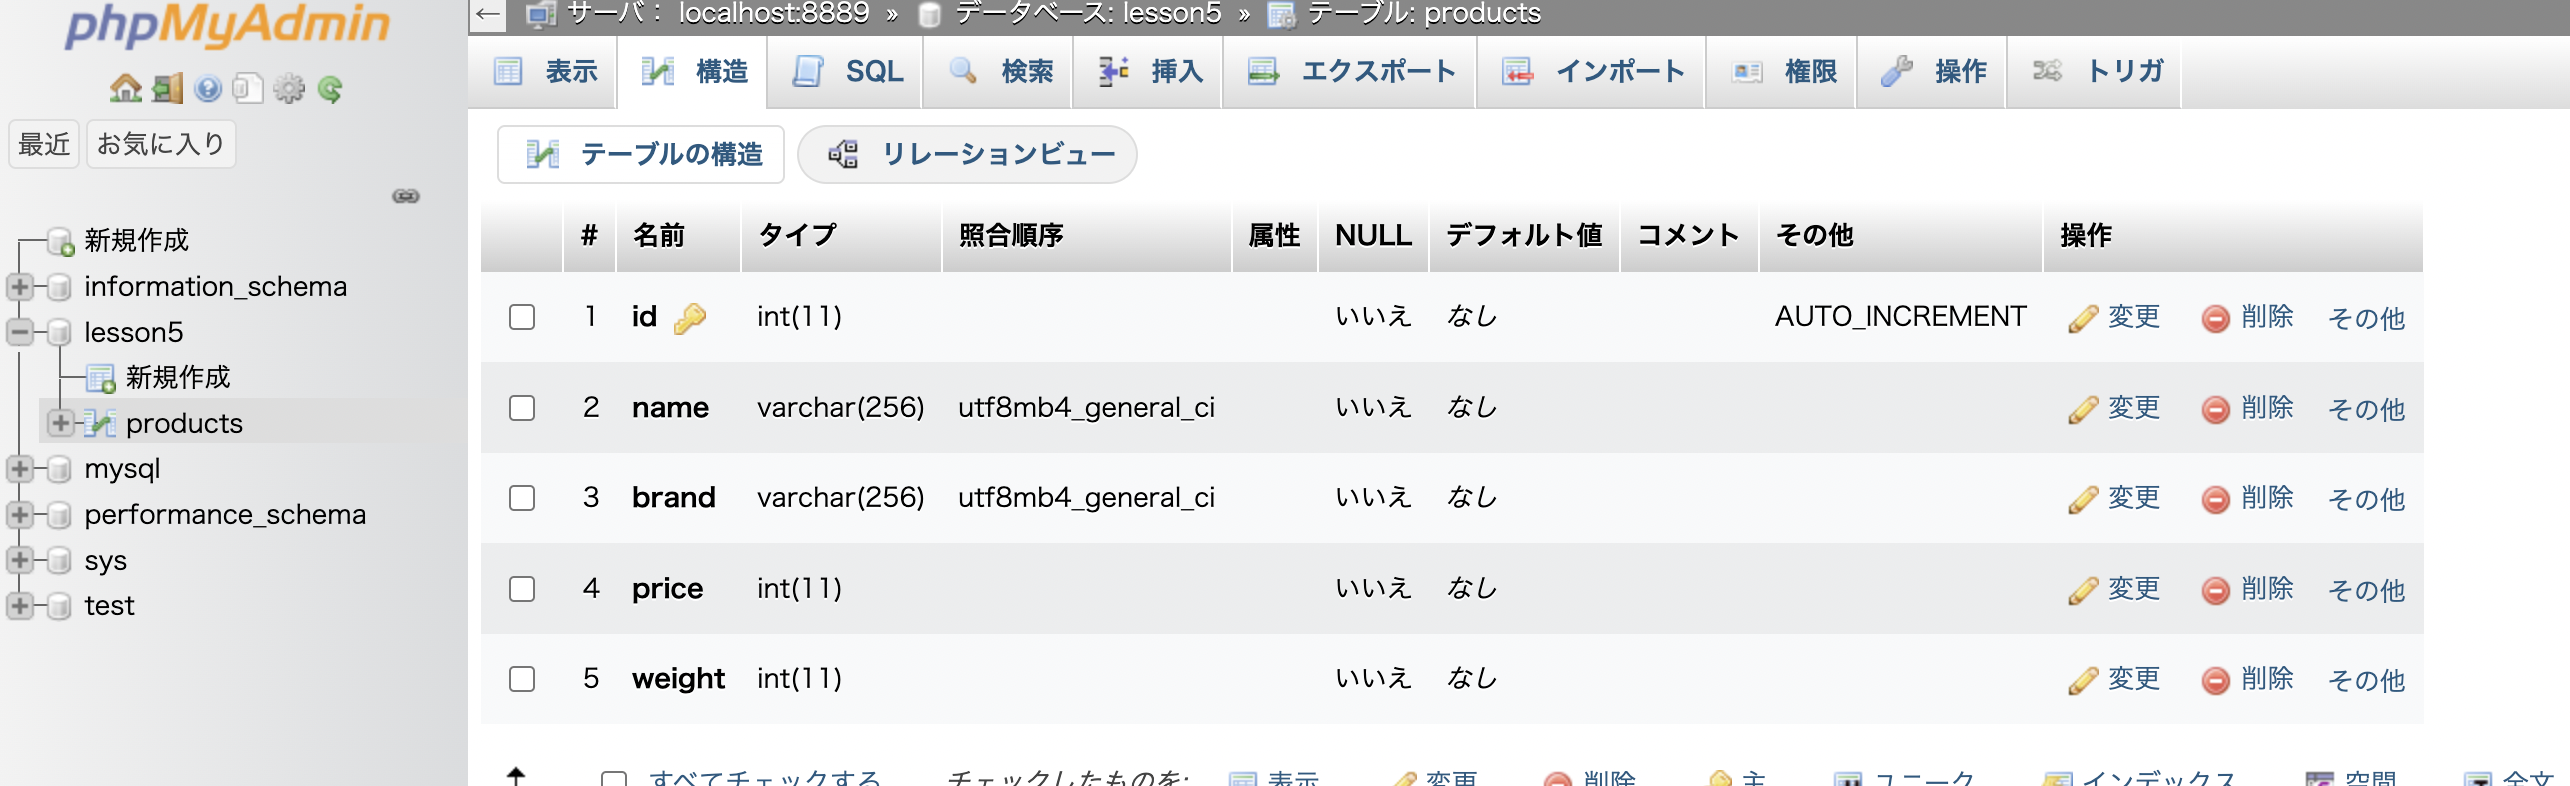 phpMyAdmin
最近 お気に入り
新規作成
information_schema
lesson5
新規作成
products
mysql
performance_schema
sys
test
← サーバ： localhost:8889 » データベース: lesson5 » テーブル: products
表示 構造 SQL 検索 挿入 エクスポート インポート 権限 操作 トリガ
テーブルの構造 リレーションビュー
# 名前 タイプ 照合順序 属性 NULL デフォルト値 コメント その他 操作
1 id int(11) いいえ なし AUTO_INCREMENT 変更 削除 その他
2 name varchar(256) utf8mb4_general_ci いいえ なし 変更 削除 その他
3 brand varchar(256) utf8mb4_general_ci いいえ なし 変更 削除 その他
4 price int(11) いいえ なし 変更 削除 その他
5 weight int(11) いいえ なし 変更 削除 その他
すべてチェックする チェックしたものを: 表示 変更 削除 主 ユニーク インデックス 空間 全文